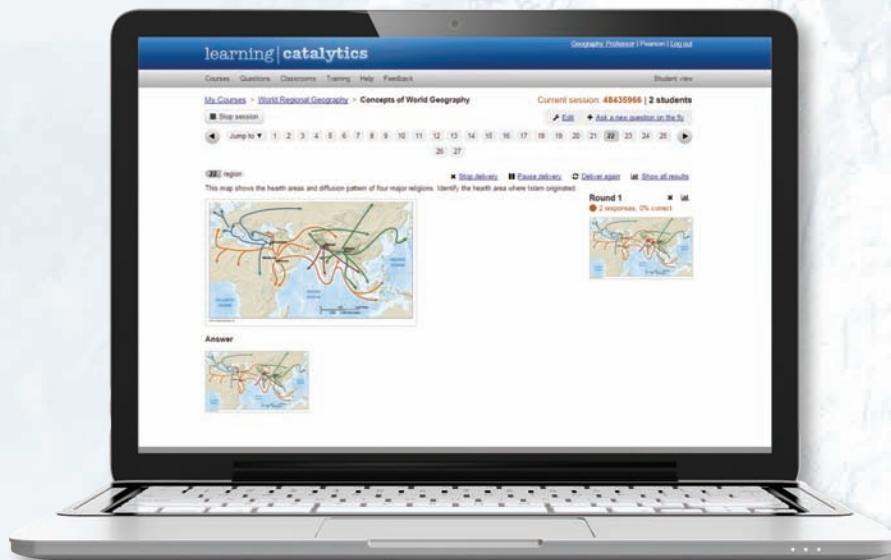 learning | catalytics
Geography Professor | Pearson | Log out
Courses Questions Classrooms Training Help Feedback
Student view
My Courses > World Regional Geography > Concepts of World Geography
Current session: 48435966 | 2 students
Stop session
Edit
Ask a new question on the fly
Jump to 1 2 3 4 5 6 7 8 9 10 11 12 13 14 15 16 17 18 19 20 21 22 23 24 25
26 27
22 region
Stop delivery Pause delivery Deliver again Show all results
This map shows the hearth areas and diffusion pattern of four major religions. Identify the hearth area where Islam originated.
Round 1
2 responses, 0% correct
Answer